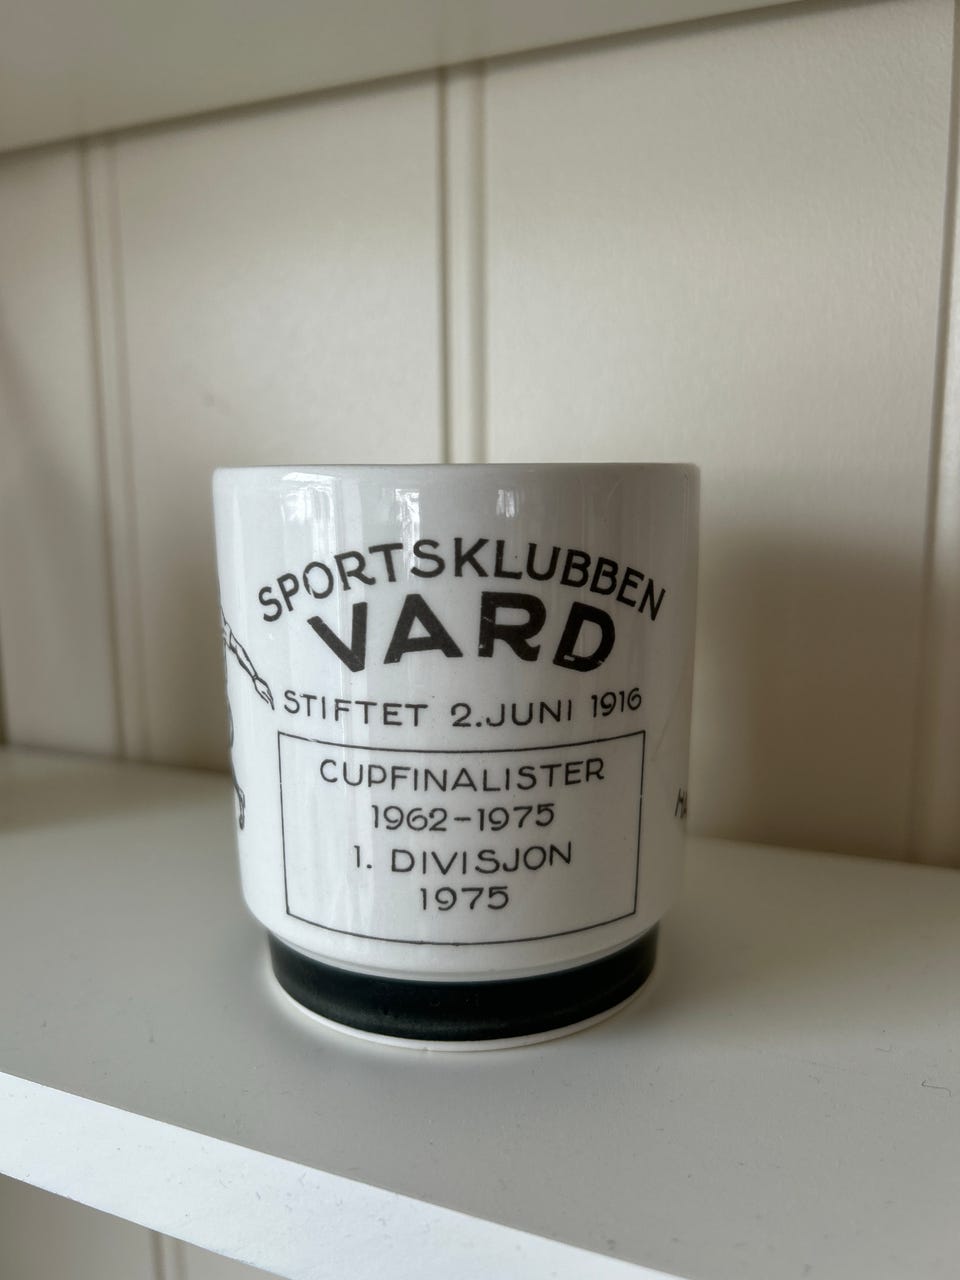 SPORTSKLUBBEN
VARD
STIFTET 2.JUNI 1916
CUPFINALISTER
1962-1975
1. DIVISJON
1975